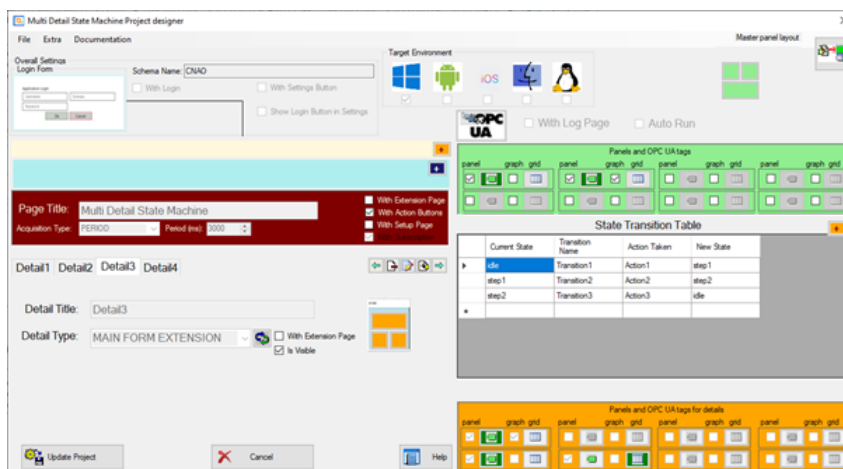 Multi Detail State Machine Project designer
File Extra Documentation
Master panel layout
Overall Settings
Login Form
Schema Name: CNAO
With Login
With Settings Button
Show Login Button in Settings
Target Environment
iOS
OPC UA
With Log Page
Auto Run
Panels and OPC UA tags
panel graph grid panel graph grid panel graph grid panel graph grid
Page Title: Multi Detail State Machine
Acquisition Type: PERIOD Period (ms): 3000
With Extension Page
With Action Buttons
With Setup Page
State Transition Table
Current State Transition Name Action Taken New State
idle Transition1 Action1 step1
step1 Transition2 Action2 step2
step2 Transition3 Action3 idle
Detail1 Detail2 Detail3 Detail4
Detail Title: Detail3
Detail Type: MAIN FORM EXTENSION
With Extension Page
Is Visible
Panels and OPC UA tags for details
panel graph grid panel graph grid panel graph grid panel graph grid
Update Project
Cancel
Help